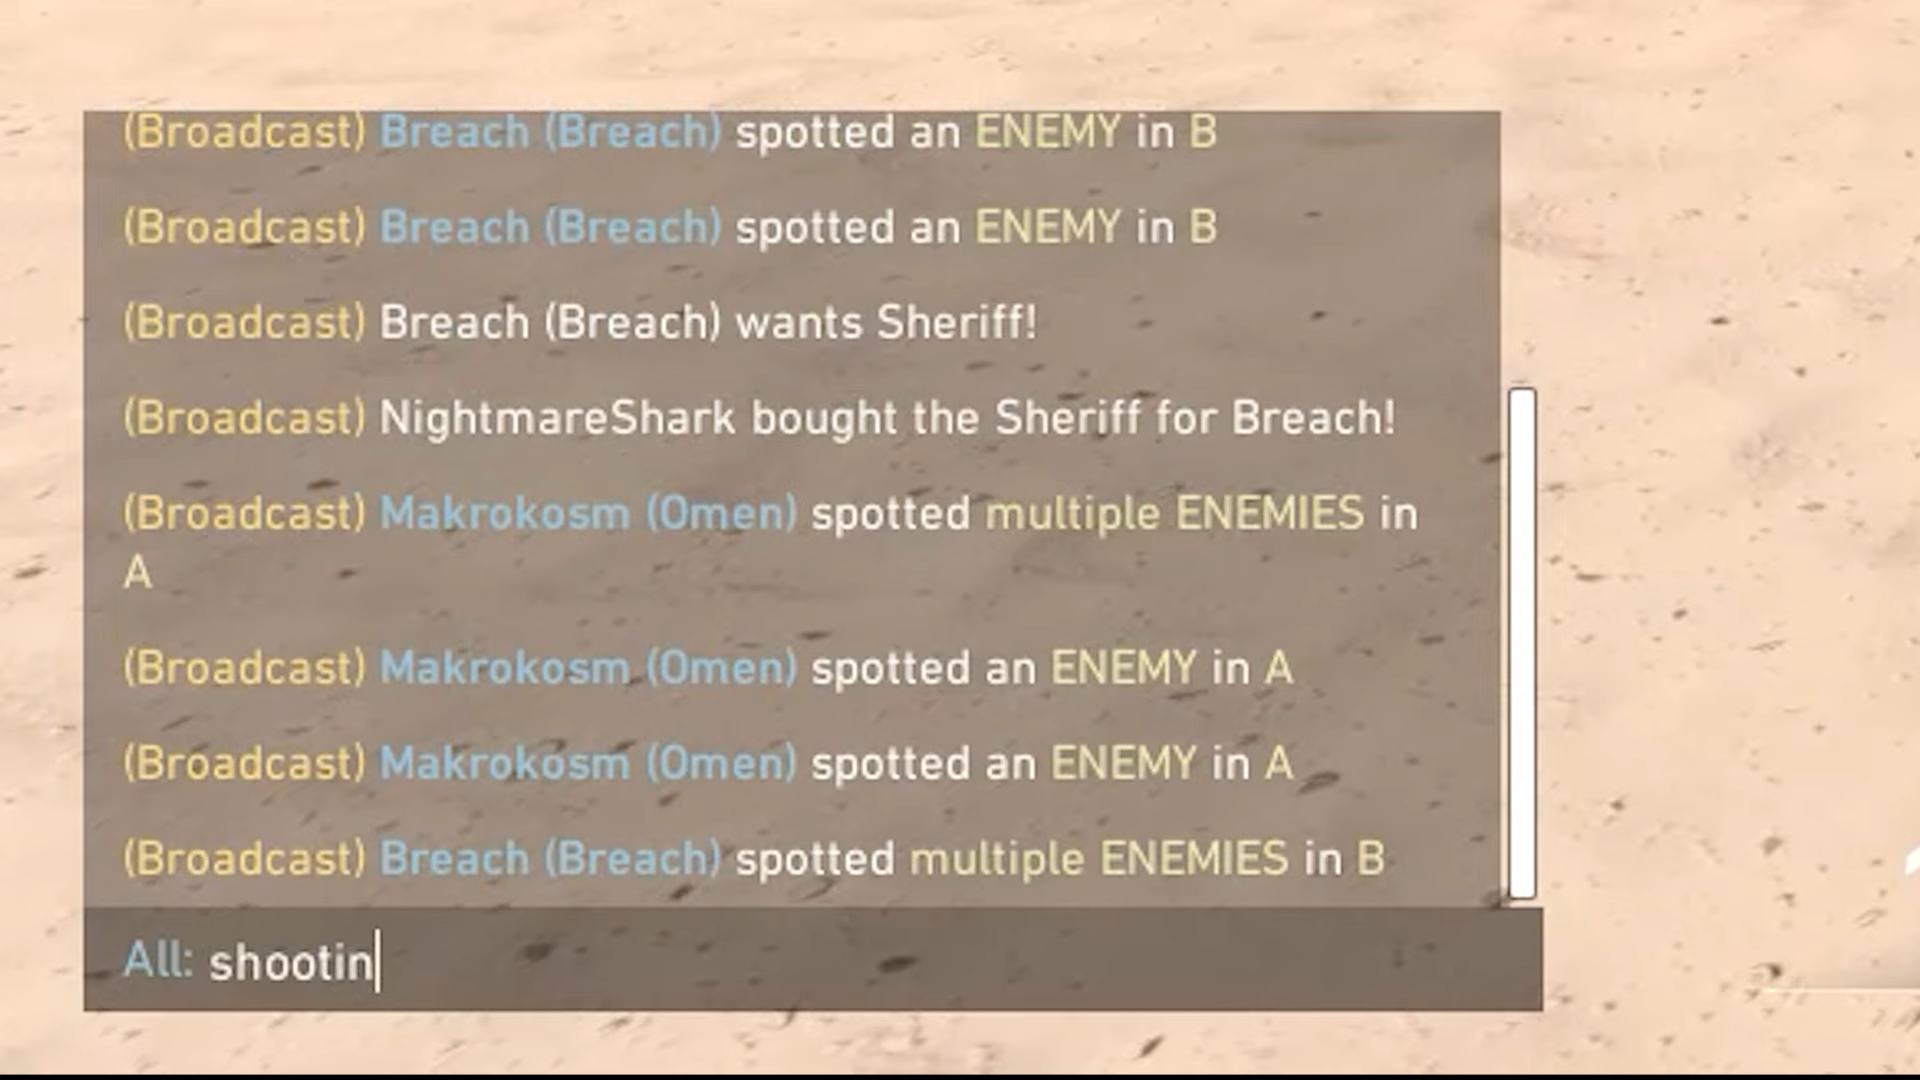 (Broadcast) Breach (Breach) spotted an ENEMY in B
(Broadcast) Breach (Breach) spotted an ENEMY in B
(Broadcast) Breach (Breach) wants Sheriff!
(Broadcast) NightmareShark bought the Sheriff for Breach!
(Broadcast) Makrokosm (Omen) spotted multiple ENEMIES in
A
(Broadcast) Makrokosm (Omen) spotted an ENEMY in A
(Broadcast) Makrokosm (Omen) spotted an ENEMY in A
(Broadcast) Breach (Breach) spotted multiple ENEMIES in B
All: shootin